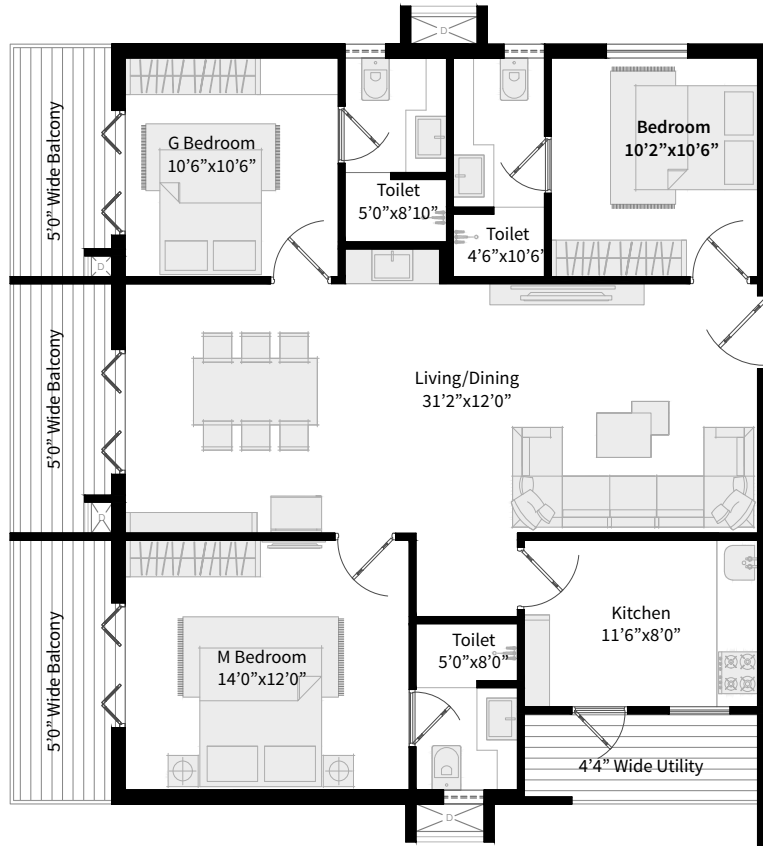 D
5’0” Wide Balcony
G Bedroom
10’6”x10’6”
Toilet
5’0”x8’10”
Toilet
4’6”x10’6”
Bedroom
10’2”x10’6”
D
5’0” Wide Balcony
Living/Dining
31’2”x12’0”
D
5’0” Wide Balcony
M Bedroom
14’0”x12’0”
Toilet
5’0”x8’0”
Kitchen
11’6”x8’0”
4’4” Wide Utility
D